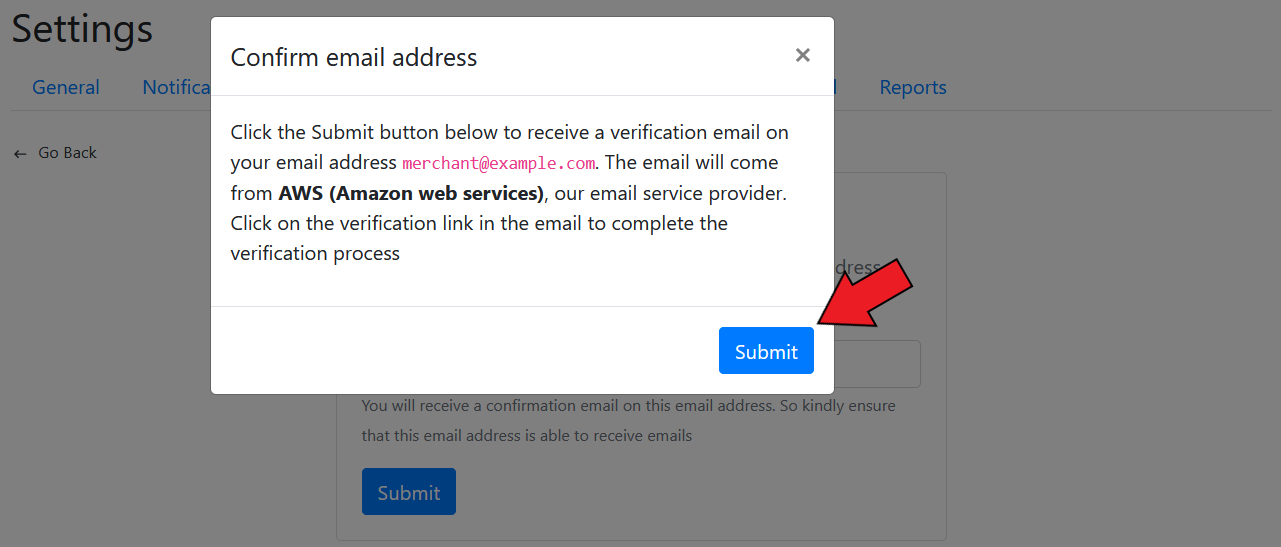 Settings
Confirm email address
×
General
Reports
Click the Submit button below to receive a verification email on
your email address merchant@example.com. The email will come
from AWS (Amazon web services), our email service provider.
Click on the verification link in the email to complete the
verification process
← Go Back
Submit
You will receive a confirmation email on this email address. So kindly ensure
that this email address is able to receive emails
Submit